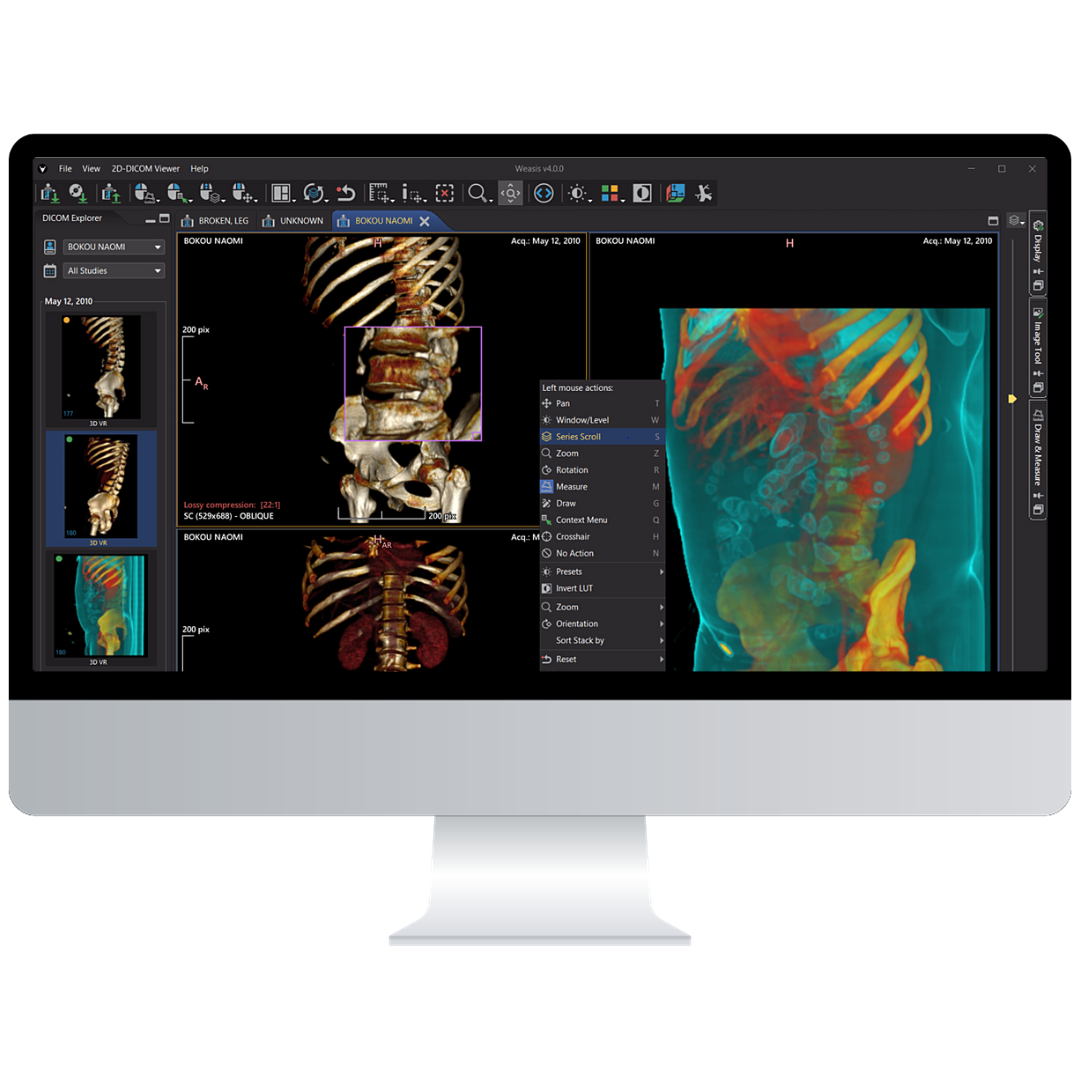 File View 2D-DICOM Viewer Help
Weasis v4.0.0
DICOM Explorer
BROKEN, LEG
UNKNOWN
BOKOU NAOMI
BOKOU NAOMI
All Studies
May 12, 2010
177
3D VR
180
3D VR
180
3D VR
BOKOU NAOMI
H
Acq.: May 12, 2010
200 pix
AR
Lossy compression: [22:1]
SC (529x688) - OBLIQUE
200 pix
BOKOU NAOMI
H
AR
Acq.: M
200 pix
Left mouse actions:
Pan T
Window/Level W
Series Scroll S
Zoom Z
Rotation R
Measure M
Draw G
Context Menu Q
Crosshair H
No Action N
Presets
Invert LUT
Zoom
Orientation
Sort Stack by
Reset
BOKOU NAOMI
H
Acq.: May 12, 2010
Display
Image Tool
Draw & Measure